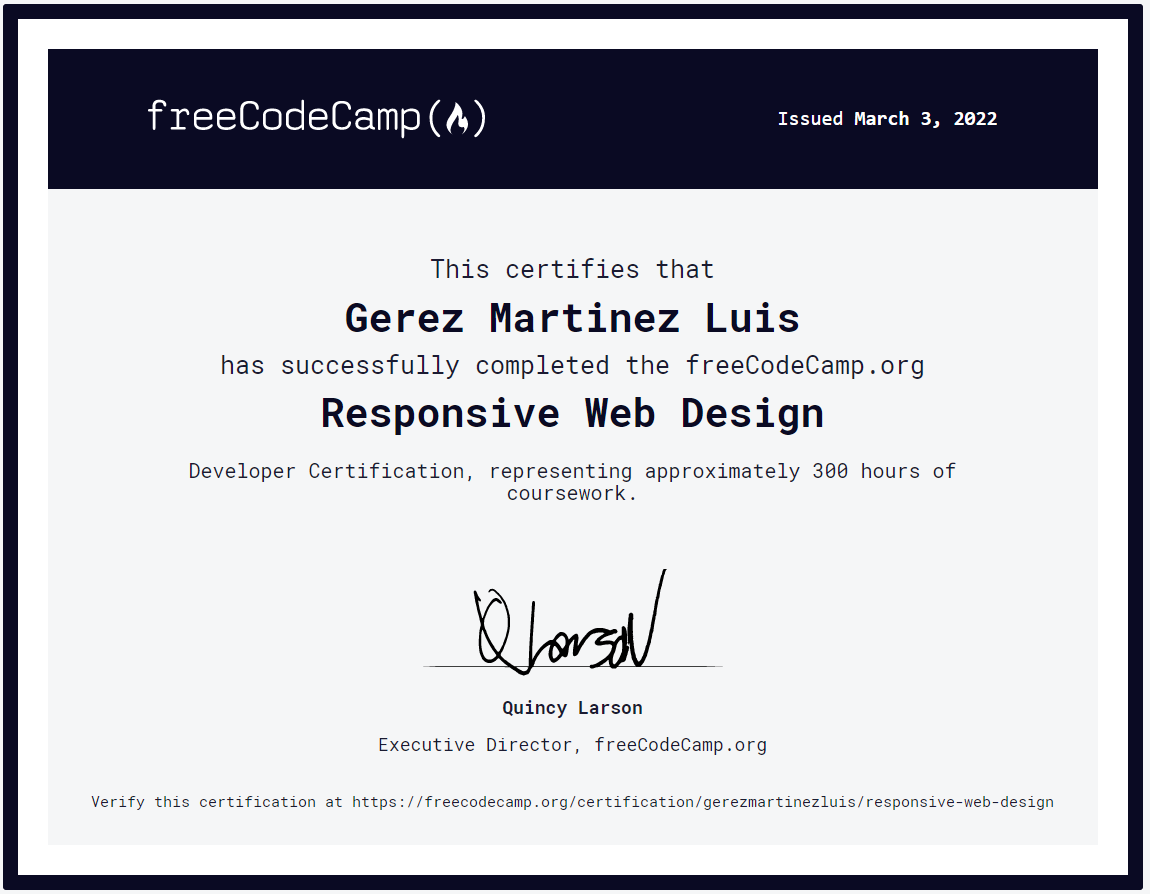 freeCodeCamp(🔥)
Issued March 3, 2022
This certifies that
Gerez Martinez Luis
has successfully completed the freeCodeCamp.org
Responsive Web Design
Developer Certification, representing approximately 300 hours of
coursework.
Q Larson
Quincy Larson
Executive Director, freeCodeCamp.org
Verify this certification at https://freecodecamp.org/certification/gerezmartinezluis/responsive-web-design